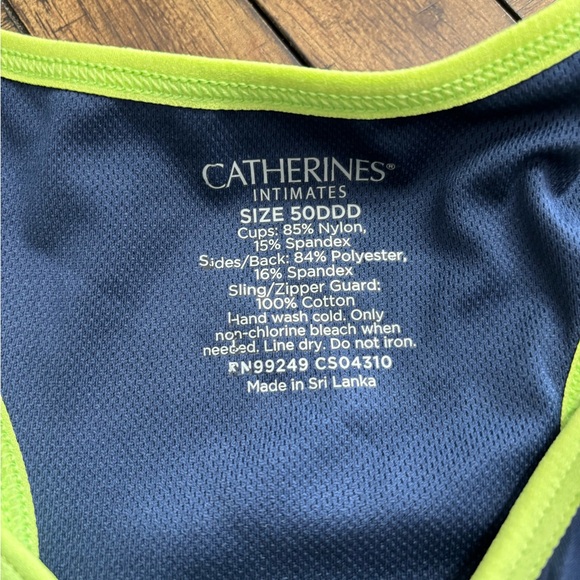 CATHERINES®
INTIMATES
SIZE 50DDD
Cups: 85% Nylon,
15% Spandex
Sides/Back: 84% Polyester,
16% Spandex
Sling/Zipper Guard:
100% Cotton
Hand wash cold. Only
non-chlorine bleach when
needed. Line dry. Do not iron.
RN99249 CS04310
Made in Sri Lanka